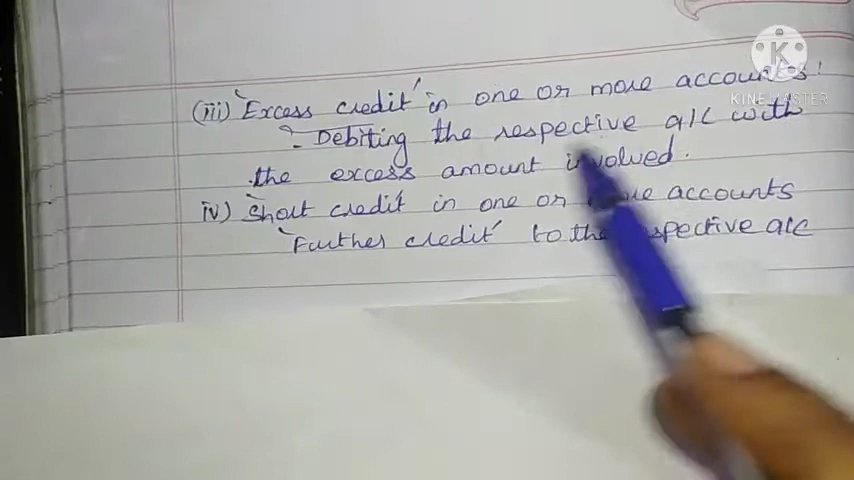 (iii) 'Excess credit' in one or more accounts:
- Debiting the respective a/c with
the excess amount involved.
iv) Short credit in one or accounts
'Further credit' to the a/c
K
KINEMASTER